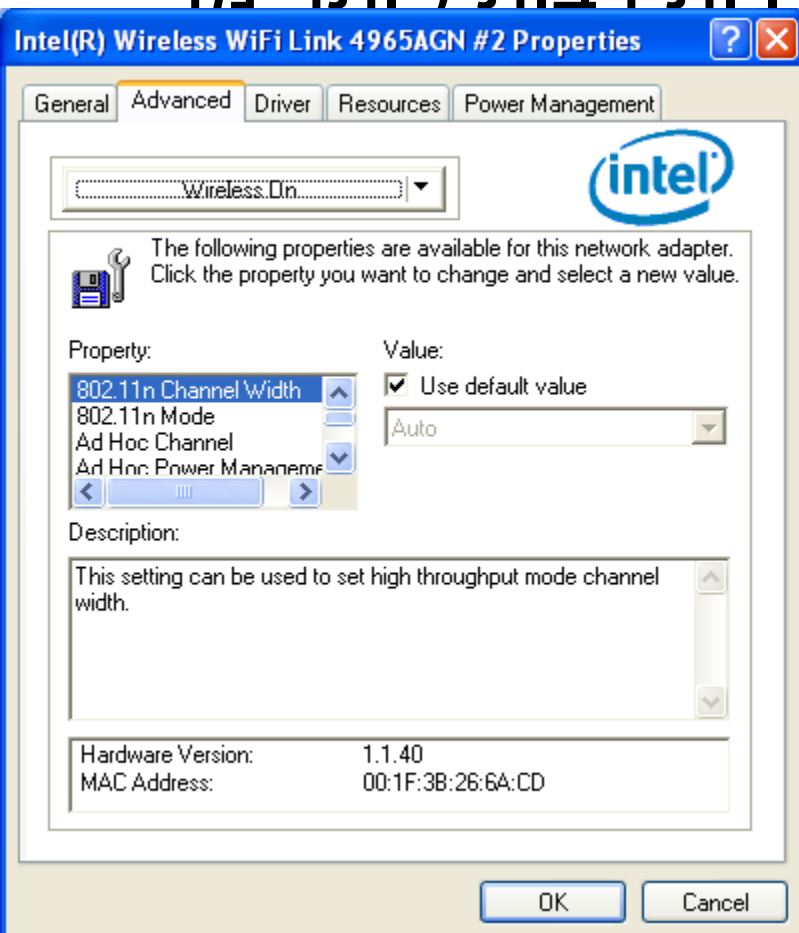 Intel(R) Wireless WiFi Link 4965AGN #2 Properties
General Advanced Driver Resources Power Management
Wireless On
intel
The following properties are available for this network adapter.
Click the property you want to change and select a new value.
Property:
802.11n Channel Width
802.11n Mode
Ad Hoc Channel
Ad Hoc Power Manageme
Value:
Use default value
Auto
Description:
This setting can be used to set high throughput mode channel
width.
Hardware Version: 1.1.40
MAC Address: 00:1F:3B:26:6A:CD
OK Cancel